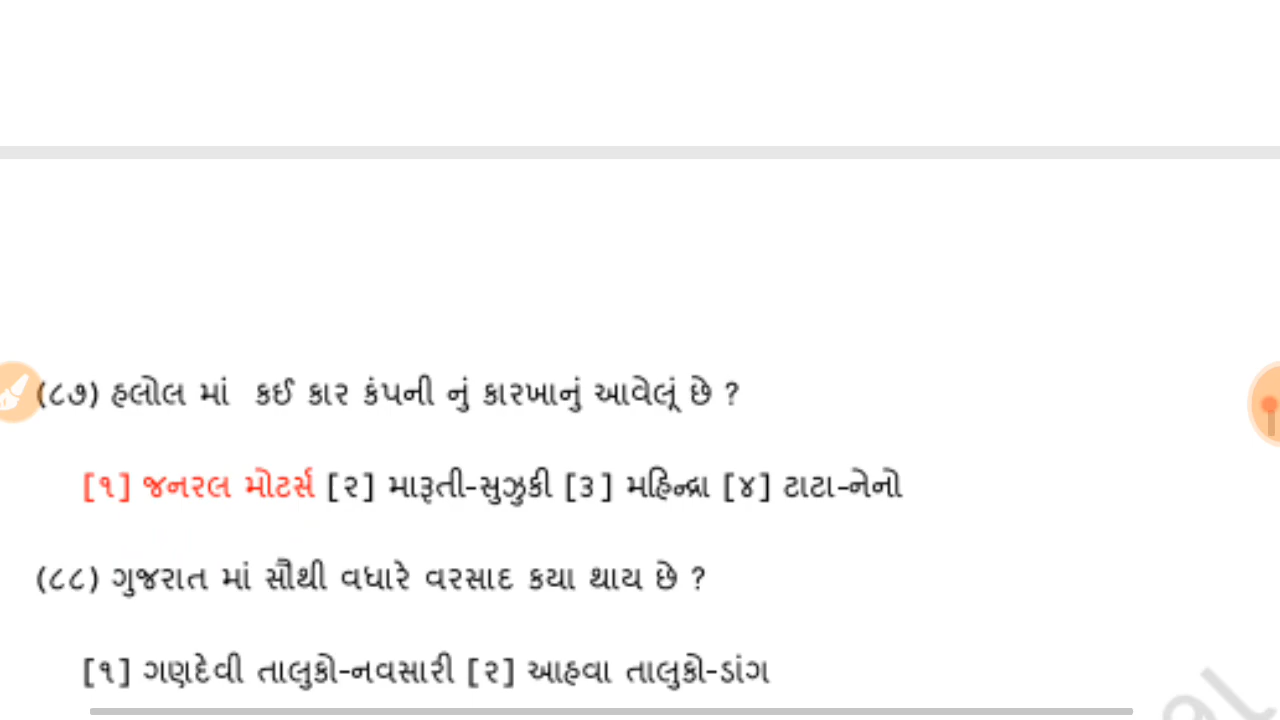 (૮૭) હલોલ માં કઈ કાર કંપની નું કારખાનું આવેલૂં છે ?
[૧] જનરલ મોટર્સ [૨] મારૂતી-સુઝુકી [૩] મહિન્દ્રા [૪] ટાટા-નેનો
(૮૮) ગુજરાત માં સૌથી વધારે વરસાદ કયા થાય છે ?
[૧] ગણદેવી તાલુકો-નવસારી [૨] આહવા તાલુકો-ડાંગ